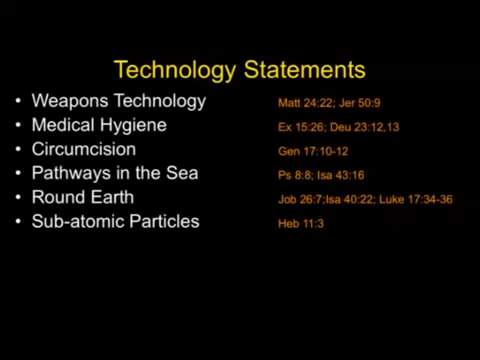 Technology Statements
• Weapons Technology Matt 24:22; Jer 50:9
• Medical Hygiene Ex 15:26; Deu 23:12,13
• Circumcision Gen 17:10-12
• Pathways in the Sea Ps 8:8; Isa 43:16
• Round Earth Job 26:7;Isa 40:22; Luke 17:34-36
• Sub-atomic Particles Heb 11:3